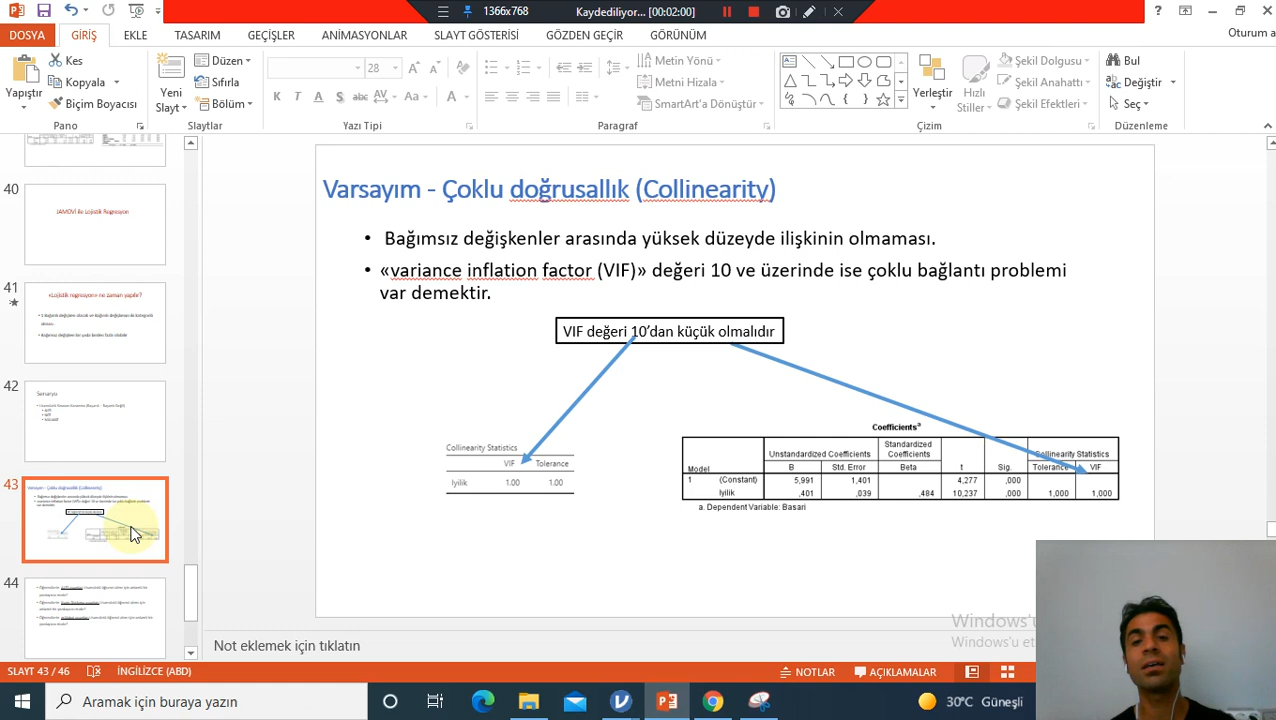 1366x768
Kaydediliyor... [00:02:00]
DOSYA GİRİŞ EKLE TASARIM GEÇİŞLER ANİMASYONLAR SLAYT GÖSTERİSİ GÖZDEN GEÇİR GÖRÜNÜM
Oturum a
Yapıştır
Kes
Kopyala
Biçim Boyacısı
Pano
Yeni
Slayt
Düzen
Sıfırla
Bölüm
Slaytlar
28
K T A S abc AV Aa A
Yazı Tipi
Metin Yönü
Metni Hizala
SmartArt'a Dönüştür
Paragraf
Yerleştir
Hızlı
Stiller
Şekil Dolgusu
Şekil Anahattı
Şekil Efektleri
Çizim
Bul
Değiştir
Seç
Düzenleme
40
JAMOVİ ile Lojistik Regresyon
41
«Lojistik regresyon» ne zaman yapılır?
42
Senaryo
43
44
Varsayım - Çoklu doğrusallık (Collinearity)
• Bağımsız değişkenler arasında yüksek düzeyde ilişkinin olmaması.
• «variance inflation factor (VIF)» değeri 10 ve üzerinde ise çoklu bağlantı problemi
var demektir.
VIF değeri 10'dan küçük olmalıdır
Collinearity Statistics
VIF Tolerance
1 1.00 1.00
Coefficientsᵃ
Model
Unstandardized Coefficients
Standardized
Coefficients
Collinearity Statistics
B Std. Error Beta t Sig. Tolerance VIF
1 (Constant) 5,991 1,401 4,277 ,000
Iyilik ,401 ,039 ,484 10,237 ,000 1,000 1,000
a. Dependent Variable: Basari
Windows'u
Windows'u et
Not eklemek için tıklatın
SLAYT 43 / 46 İNGİLİZCE (ABD) NOTLAR AÇIKLAMALAR
Aramak için buraya yazın
30°C Güneşli